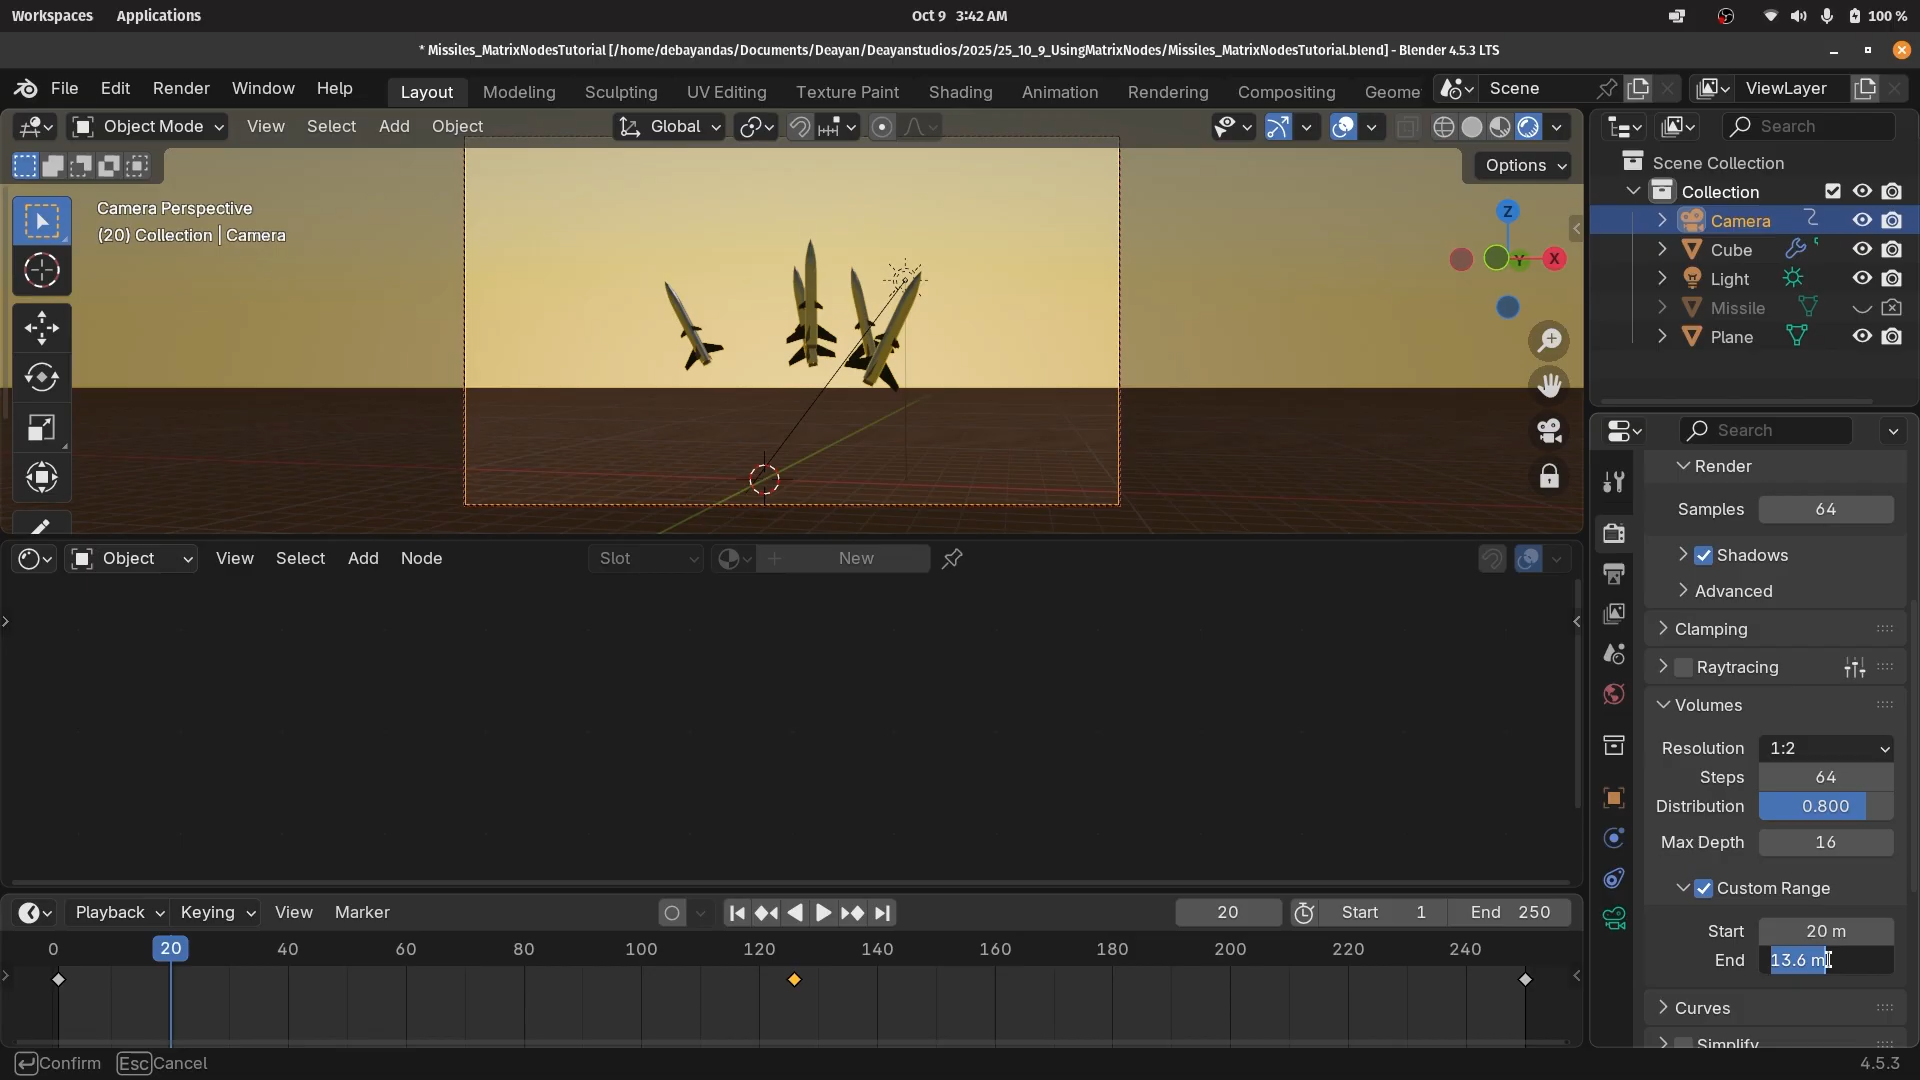 Workspaces Applications Oct 9 3:42 AM 100 %
* Missiles_MatrixNodesTutorial [/home/debayandas/Documents/Deayan/Deayanstudios/2025/25_10_9_UsingMatrixNodes/Missiles_MatrixNodesTutorial.blend] - Blender 4.5.3 LTS
File Edit Render Window Help Layout Modeling Sculpting UV Editing Texture Paint Shading Animation Rendering Compositing Geome Scene ViewLayer
Object Mode View Select Add Object Global Search
Options
Camera Perspective
(20) Collection | Camera
Z
X
Y
Scene Collection
Collection
Camera
Cube
Light
Missile
Plane
Search
Render
Samples 64
Shadows
Advanced
Clamping
Raytracing
Volumes
Resolution 1:2
Steps 64
Distribution 0.800
Max Depth 16
Custom Range
Start 20 m
End 13.6 m
Curves
Simplify
Object View Select Add Node Slot New
Playback Keying View Marker 20 Start 1 End 250
0 20 40 60 80 100 120 140 160 180 200 220 240
Confirm Esc Cancel 4.5.3